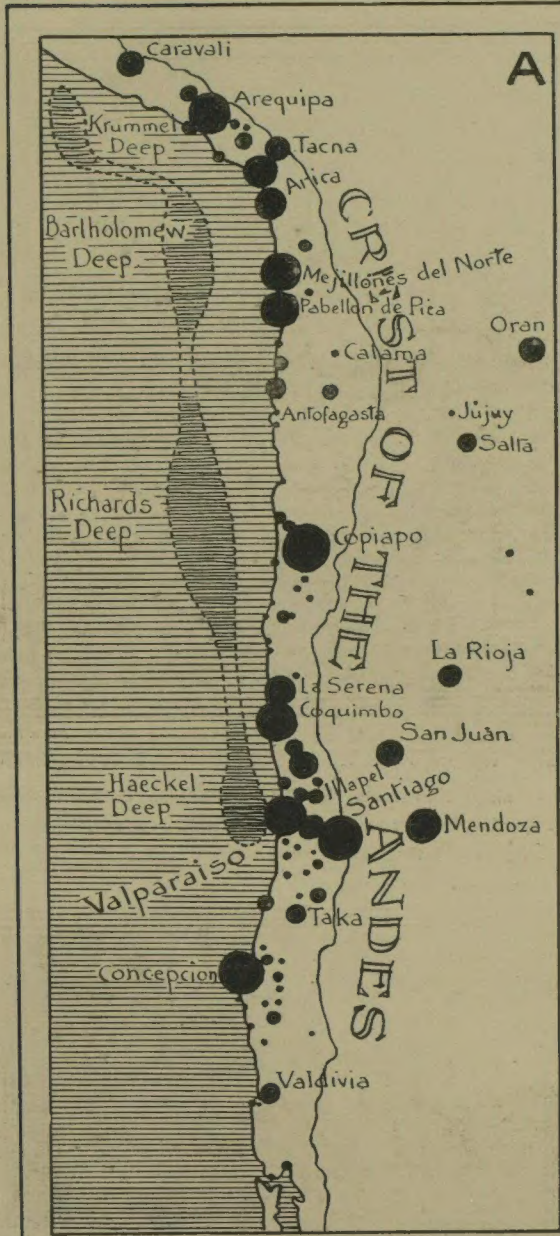 A
Caravali
Arequipa
Krummel
Deep
Tacna
Arica
Bartholomew
Deep.
Mejillones del Norte
Pabellon de Pica
Oran
Calama
Jujuy
Antofagasta
Salta
Richards
Deep
Copiapo
La Rioja
La Serena
Coquimbo
San Juan
Haeckel
Deep
Illapel
Santiago
Mendoza
Valparaiso
Taka
Concepcion
Valdivia
CREST OF THE ANDES